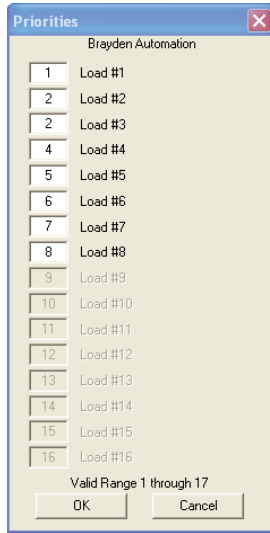 Priorities
Brayden Automation
1 Load #1
2 Load #2
2 Load #3
4 Load #4
5 Load #5
6 Load #6
7 Load #7
8 Load #8
9 Load #9
10 Load #10
11 Load #11
12 Load #12
13 Load #13
14 Load #14
15 Load #15
16 Load #16
Valid Range 1 through 17
OK Cancel